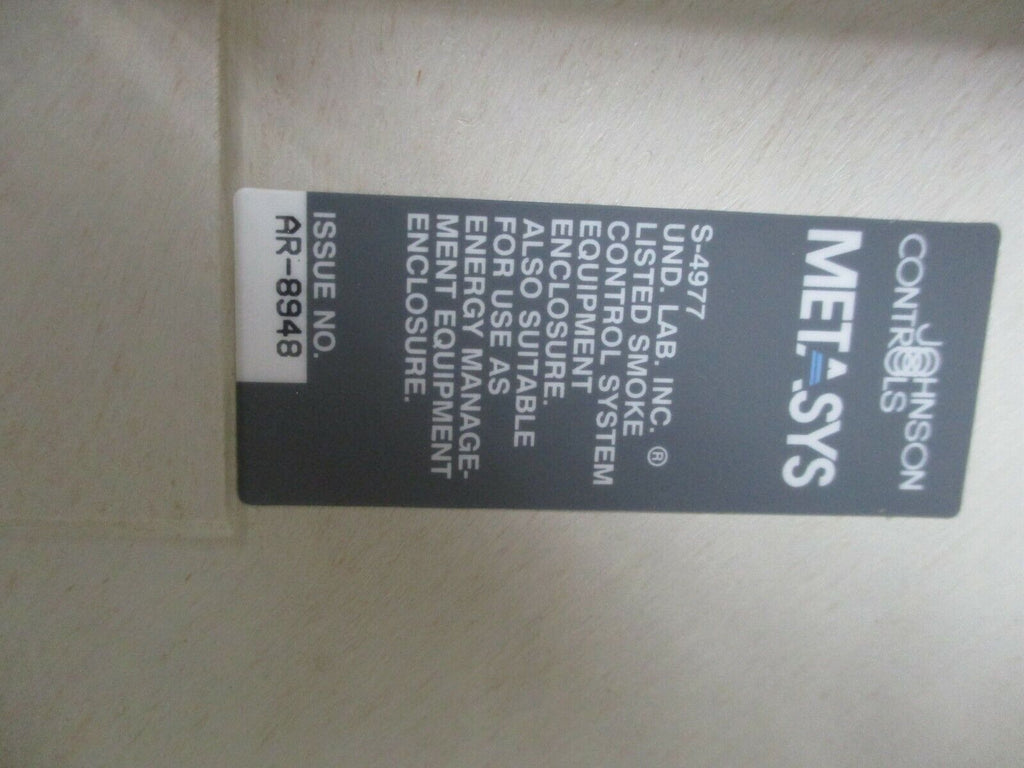 JOHNSON
CONTROLS
METASYS
S-4977
UND. LAB. INC. ®
LISTED SMOKE
CONTROL SYSTEM
EQUIPMENT
ENCLOSURE.
ALSO SUITABLE
FOR USE AS
ENERGY MANAGE-
MENT EQUIPMENT
ENCLOSURE.
ISSUE NO.
AR-8948